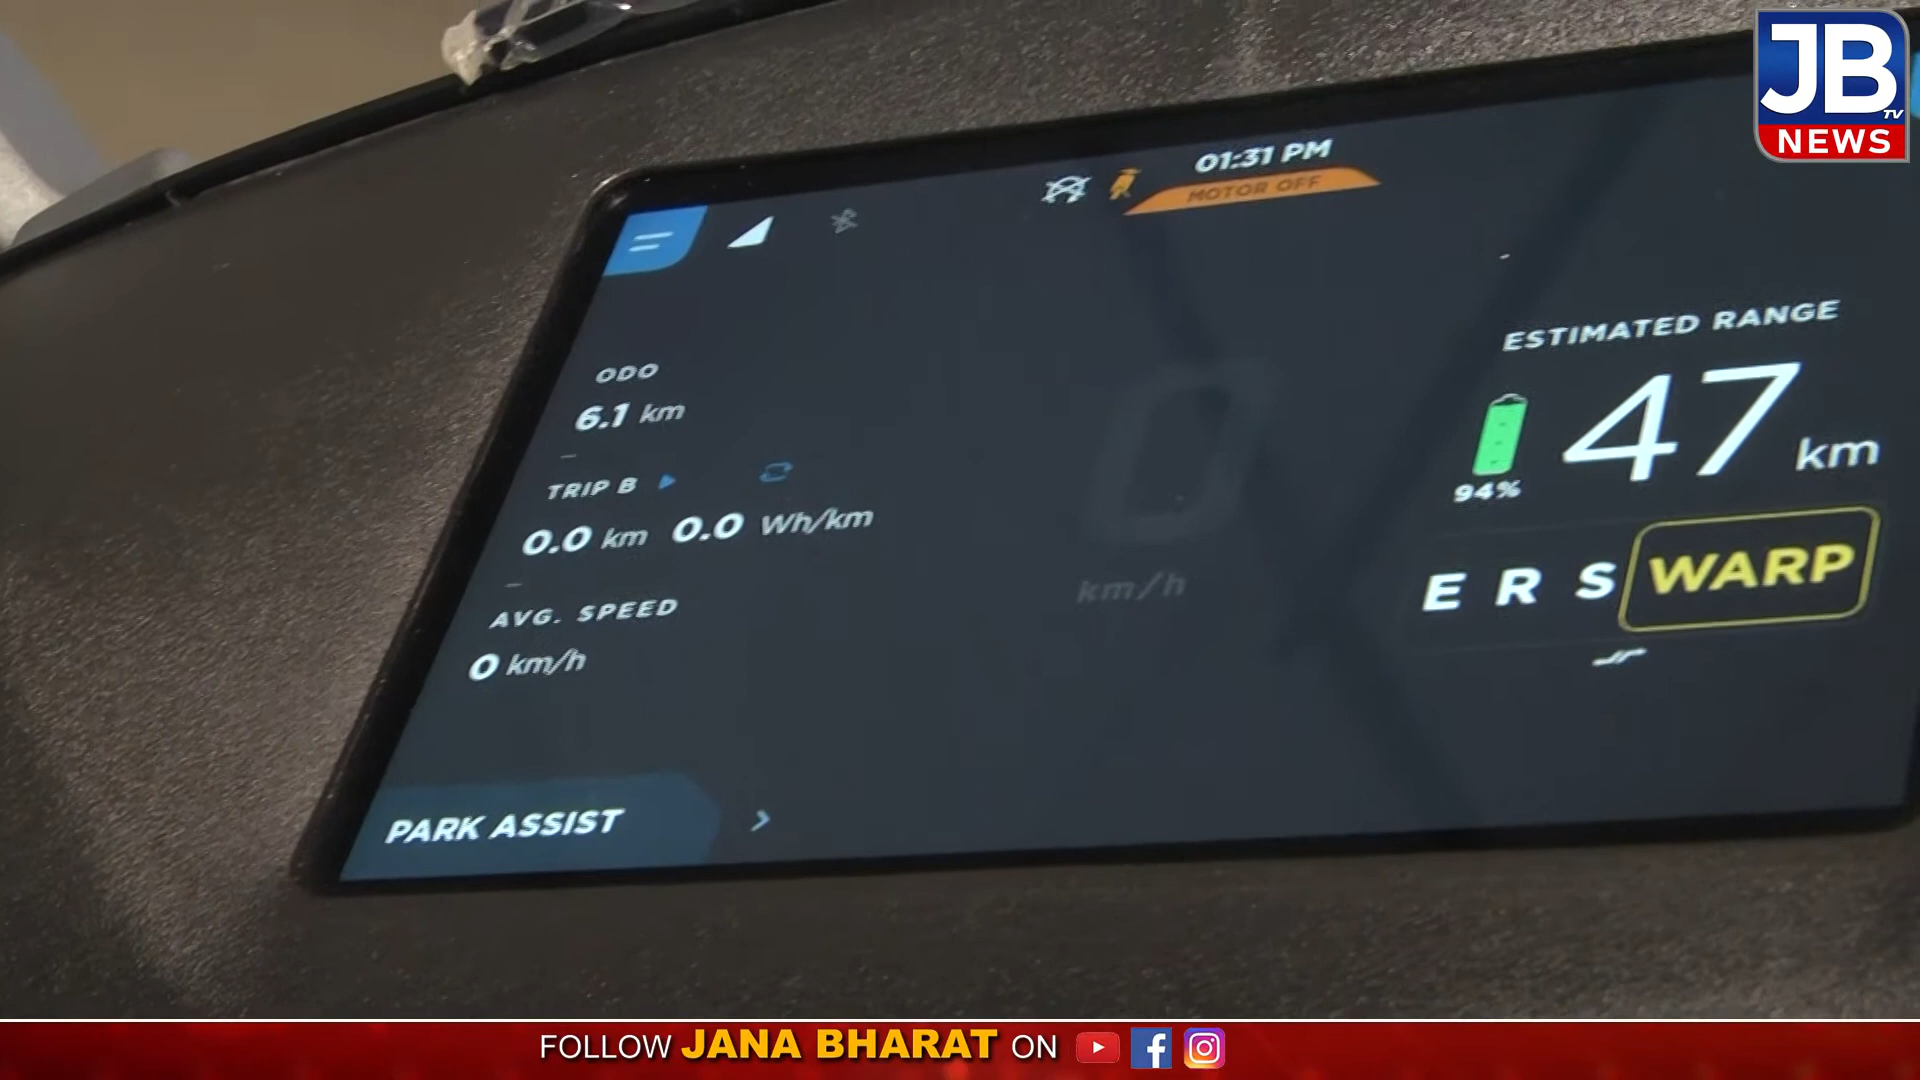 JB
TV
NEWS
01:31 PM
MOTOR OFF
ESTIMATED RANGE
47 km
94%
E R S WARP
ODO
6.1 km
TRIP B
0.0 km 0.0 Wh/km
AVG. SPEED
0 km/h
0
km/h
PARK ASSIST
FOLLOW JANA BHARAT ON